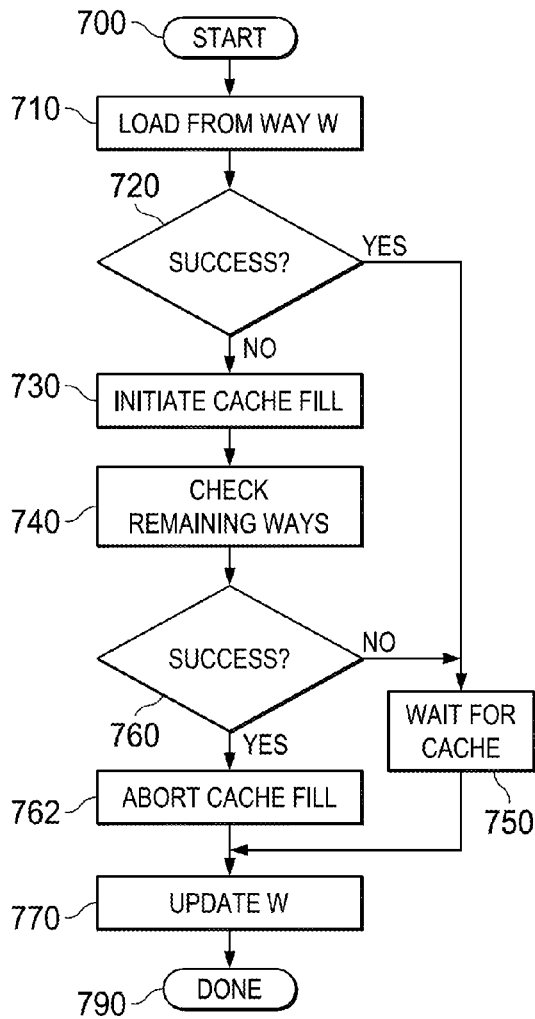 700
START
710
LOAD FROM WAY W
720
SUCCESS?
YES
NO
730
INITIATE CACHE FILL
740
CHECK
REMAINING WAYS
SUCCESS?
NO
760
YES
WAIT FOR
CACHE
750
762
ABORT CACHE FILL
770
UPDATE W
790
DONE